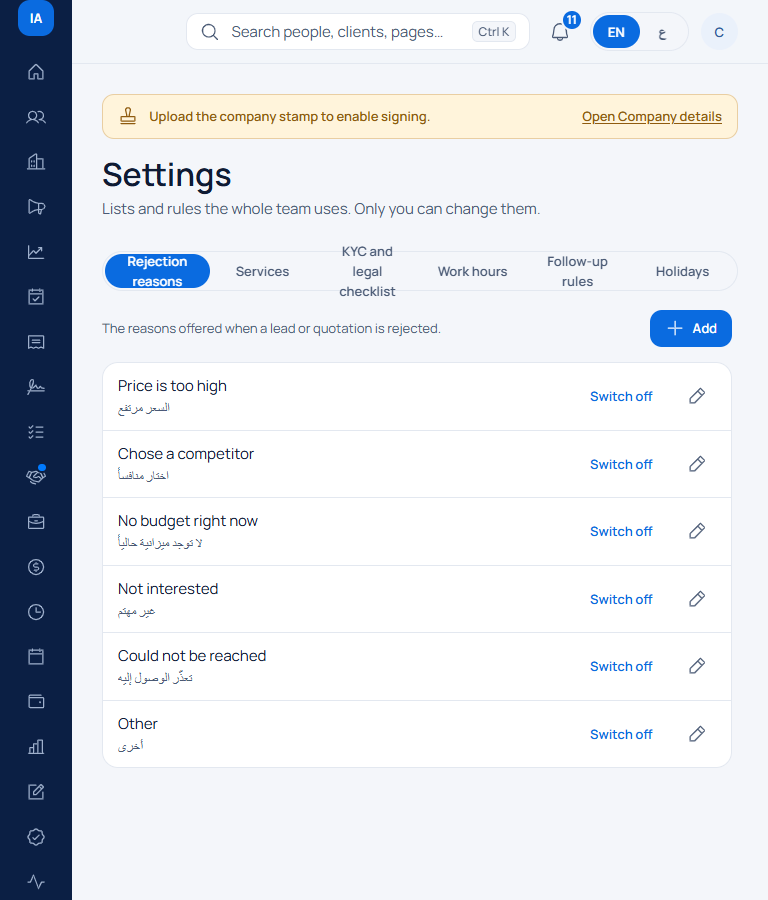 IA
Search people, clients, pages...
Ctrl K
11
EN
ع
C
Upload the company stamp to enable signing.
Open Company details
Settings
Lists and rules the whole team uses. Only you can change them.
Rejection
reasons
Services
KYC and
legal
checklist
Work hours
Follow-up
rules
Holidays
The reasons offered when a lead or quotation is rejected.
Add
Price is too high
السعر مرتفع
Switch off
Chose a competitor
اختار منافساً
Switch off
No budget right now
لا توجد ميزانية حالياً
Switch off
Not interested
غير مهتم
Switch off
Could not be reached
تعذّر الوصول إليه
Switch off
Other
أخرى
Switch off